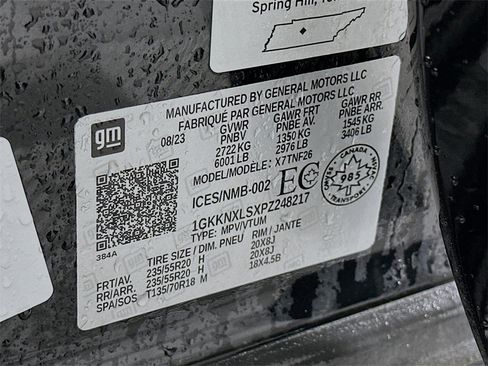 Spring Hill,
gm
MANUFACTURED BY GENERAL MOTORS LLC
FABRIQUÉ PAR GENERAL MOTORS LLC
08/23 GVWR PNBV 2722 KG 6001 LB
GAWR FRT PNBE AV. 1350 KG 2976 LB
GAWR RR PNBE ARR. 1545 KG 3406 LB
MODEL/MODÈLE: X7TNF26
ICES/NMB-002 EC
CANADA
985
TRANSPORT
1GKKNXLSXPZ248217
TYPE: MPV/VTUM
384A
TIRE SIZE / DIM. PNEU RIM / JANTE
FRT/AV. 235/55R20 H 20X8J
RR/ARR. 235/55R20 H 20X8J
SPA/SOS T135/70R18 M 18X4.5B